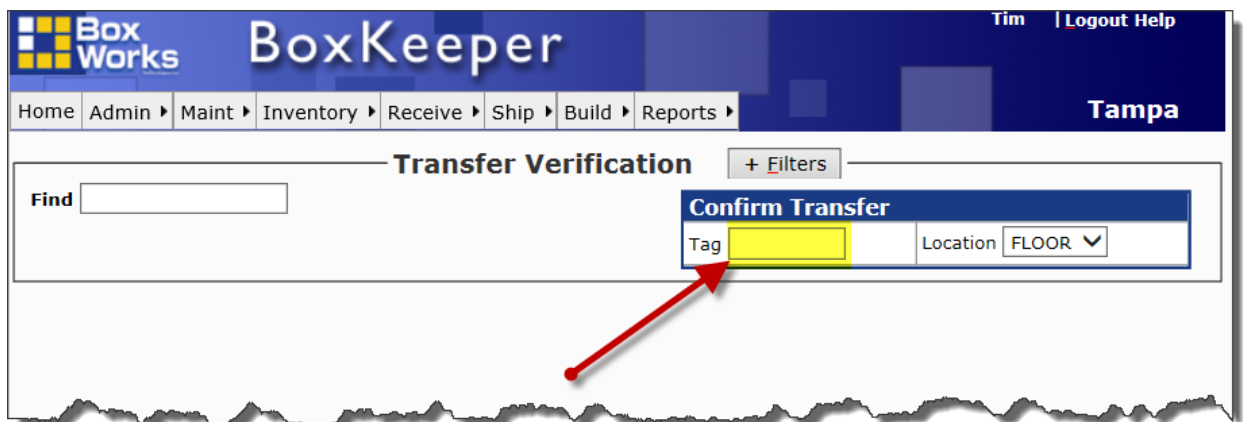 Box Works
BoxKeeper
Tim | Logout Help
Home Admin Maint Inventory Receive Ship Build Reports
Tampa
Transfer Verification + Filters
Find
Confirm Transfer
Tag Location FLOOR